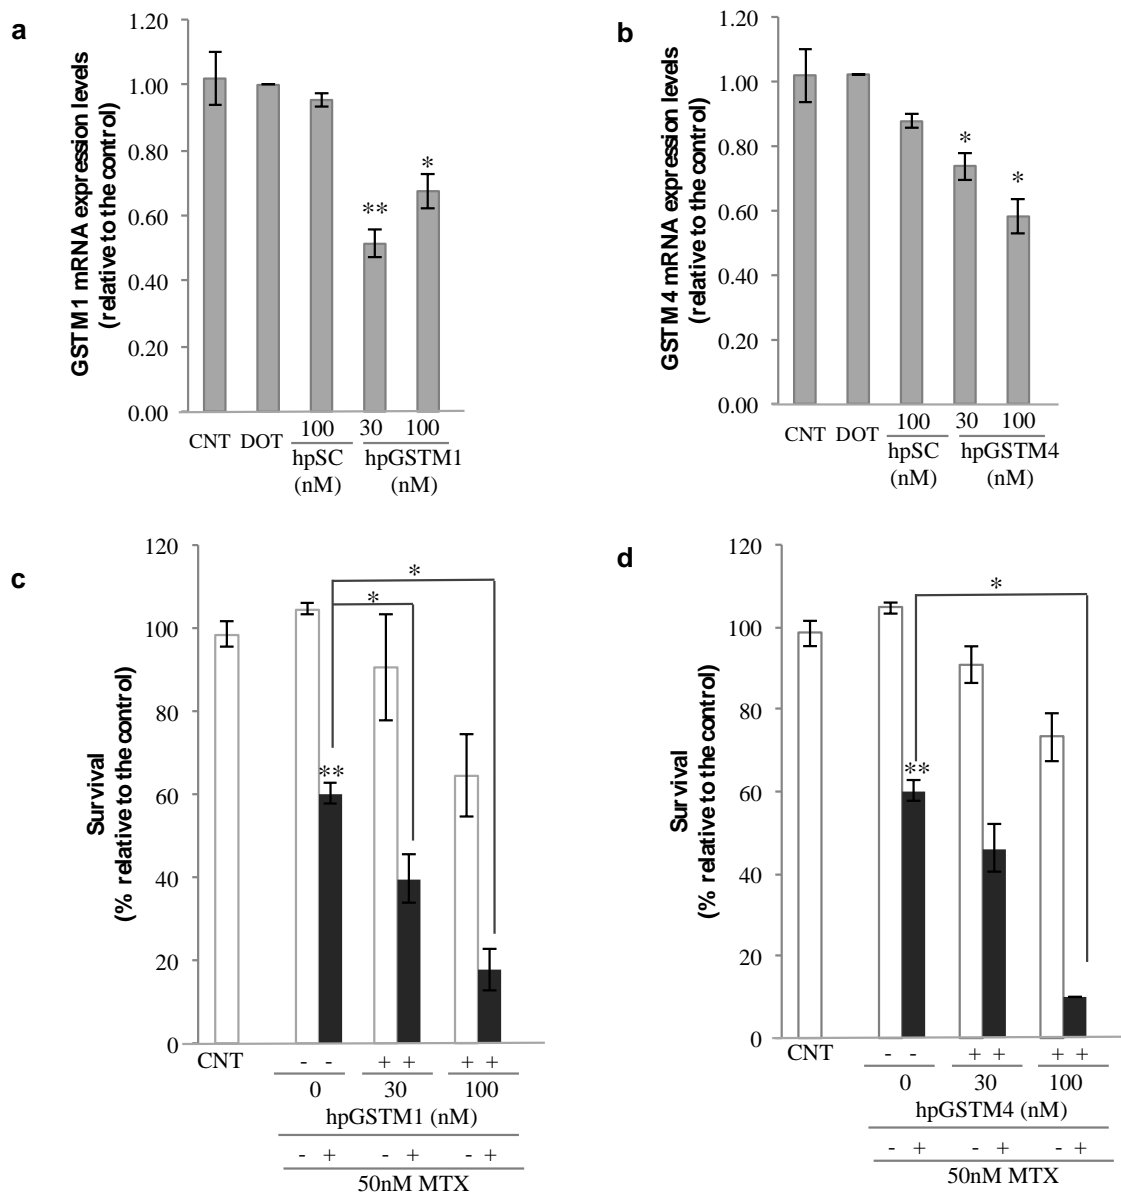 a
GSTM1 mRNA expression levels
(relative to the control)
1.20
1.00
0.80
0.60
0.40
0.20
0.00
**
*
CNT DOT 100 30 100
hpSC hpGSTM1
(nM) (nM)
b
GSTM4 mRNA expression levels
(relative to the control)
1.20
1.00
0.80
0.60
0.40
0.20
0.00
*
*
CNT DOT 100 30 100
hpSC hpGSTM4
(nM) (nM)
c
Survival
(% relative to the control)
120
100
80
60
40
20
0
*
*
**
CNT - - + + + +
0 30 100
hpGSTM1 (nM)
- + - + - +
50nM MTX
d
Survival
(% relative to the control)
120
100
80
60
40
20
0
*
**
CNT - - + + + +
0 30 100
hpGSTM4 (nM)
- + - + - +
50nM MTX